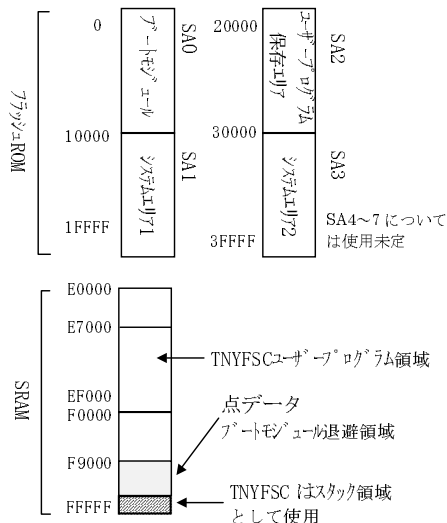 フラッシュROM
0
ブートモジュール
SA0
10000
システムエリア1
SA1
1FFFF
20000
ユーザープログラム
保存エリア
SA2
30000
システムエリア2
SA3
3FFFF
SA4~7について
は使用未定
SRAM
E0000
E7000
TNYFSCユーザープログラム領域
EF000
F0000
点データ
ブートモジュール退避領域
F9000
FFFFF
TNYFSC はスタック領域
として使用